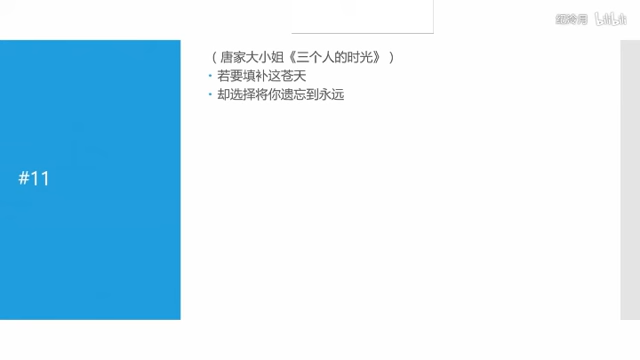 （唐家大小姐《三个人的时光》）
• 若要填补这苍天
• 却选择将你遗忘到永远
#11
bilibili